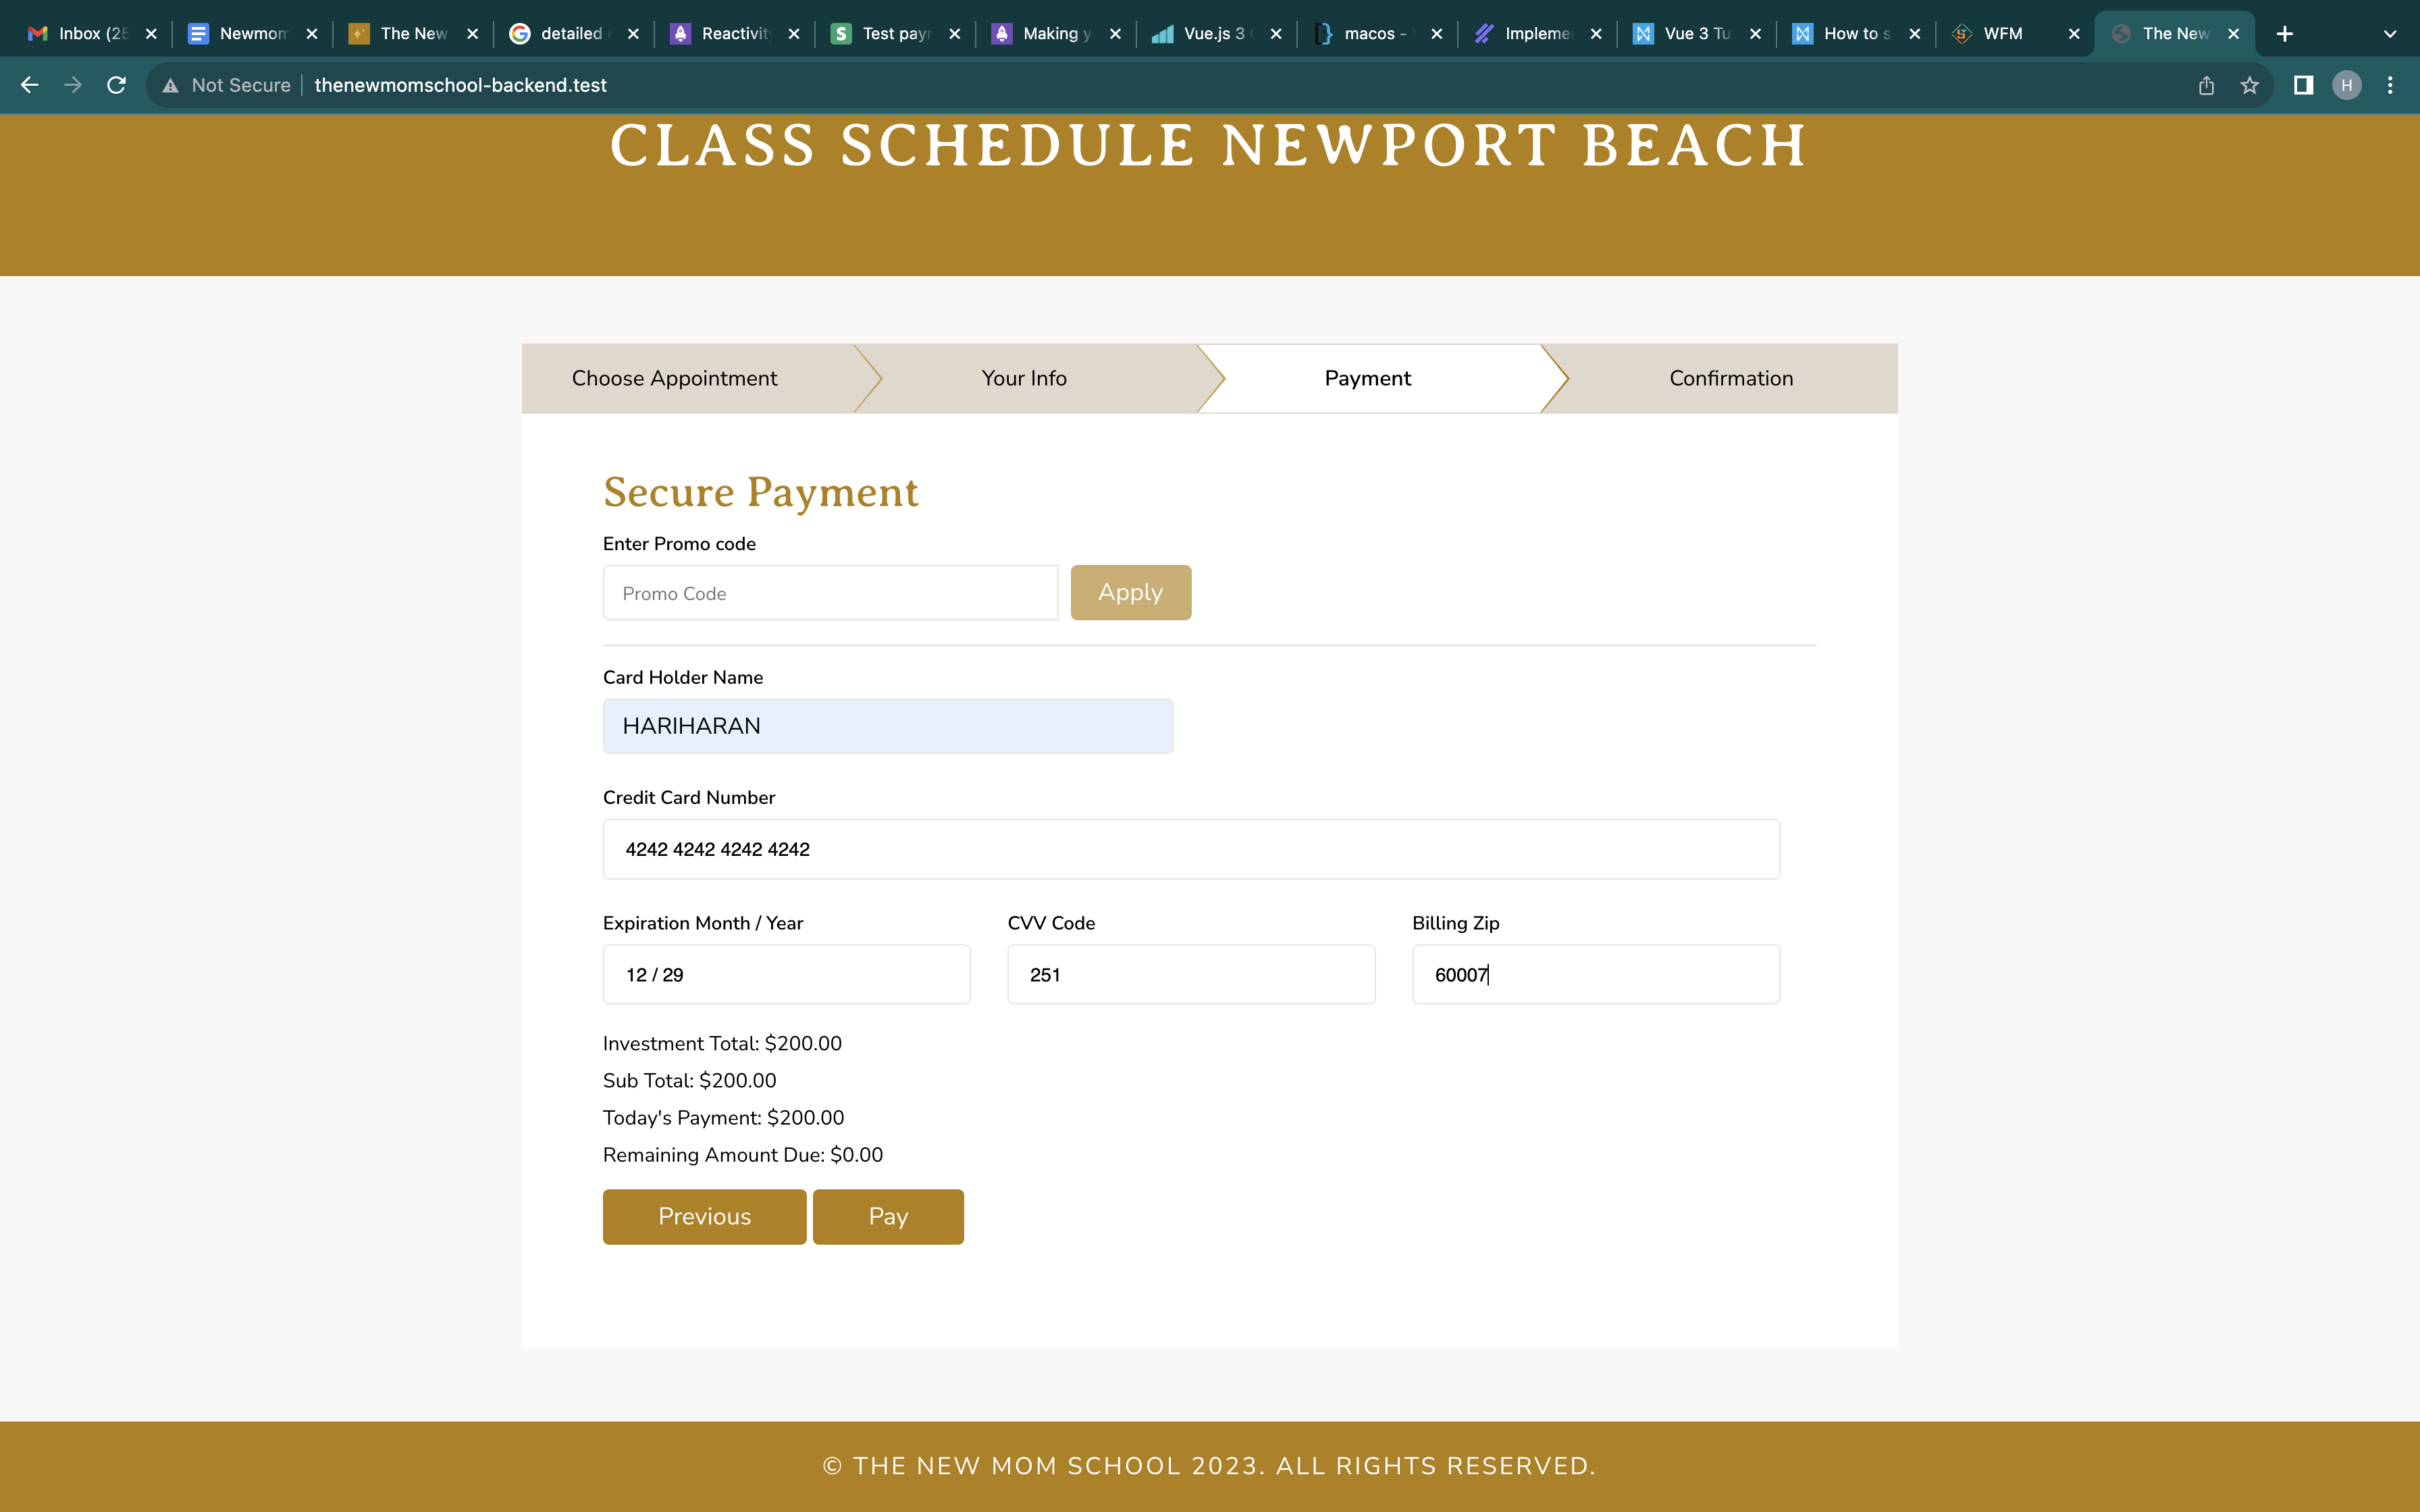 Inbox (25 Newmom The New detailed Reactivit Test payr Making y Vue.js 3 macos - Impleme Vue 3 Tu How to s WFM The New
Not Secure thenewmomschool-backend.test H
CLASS SCHEDULE NEWPORT BEACH
Choose Appointment Your Info Payment Confirmation
Secure Payment
Enter Promo code
Promo Code Apply
Card Holder Name
HARIHARAN
Credit Card Number
4242 4242 4242 4242
Expiration Month / Year CVV Code Billing Zip
12 / 29 251 60007
Investment Total: $200.00
Sub Total: $200.00
Today's Payment: $200.00
Remaining Amount Due: $0.00
Previous Pay
© THE NEW MOM SCHOOL 2023. ALL RIGHTS RESERVED.